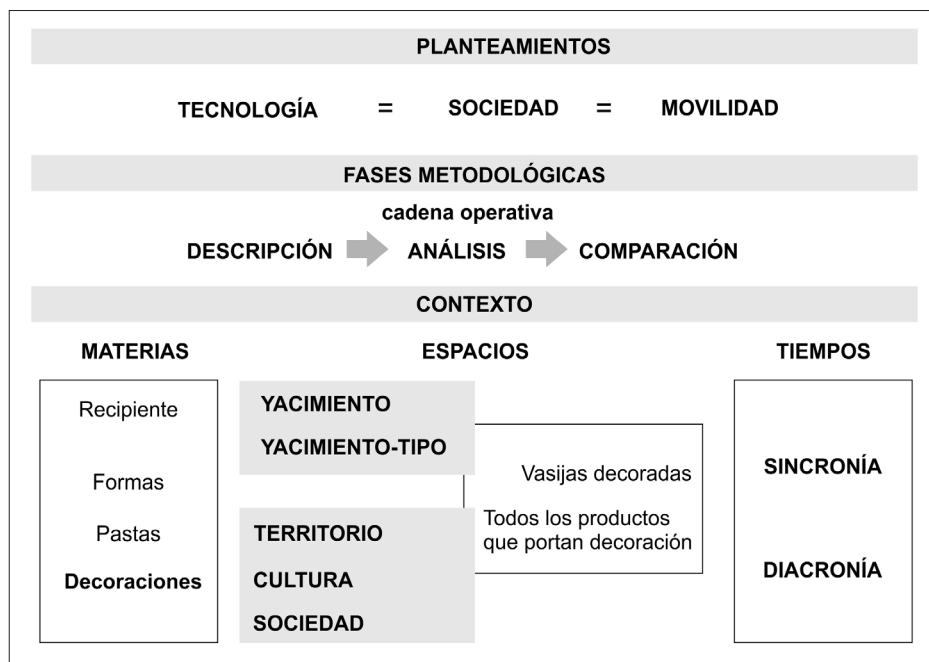 PLANTEAMIENTOS
TECNOLOGÍA = SOCIEDAD = MOVILIDAD
FASES METODOLÓGICAS
cadena operativa
DESCRIPCIÓN ANÁLISIS COMPARACIÓN
CONTEXTO
MATERIAS ESPACIOS TIEMPOS
Recipiente
Formas
Pastas
Decoraciones
YACIMIENTO
YACIMIENTO-TIPO
TERRITORIO
CULTURA
SOCIEDAD
Vasijas decoradas
Todos los productos
que portan decoración
SINCRONÍA
DIACRONÍA